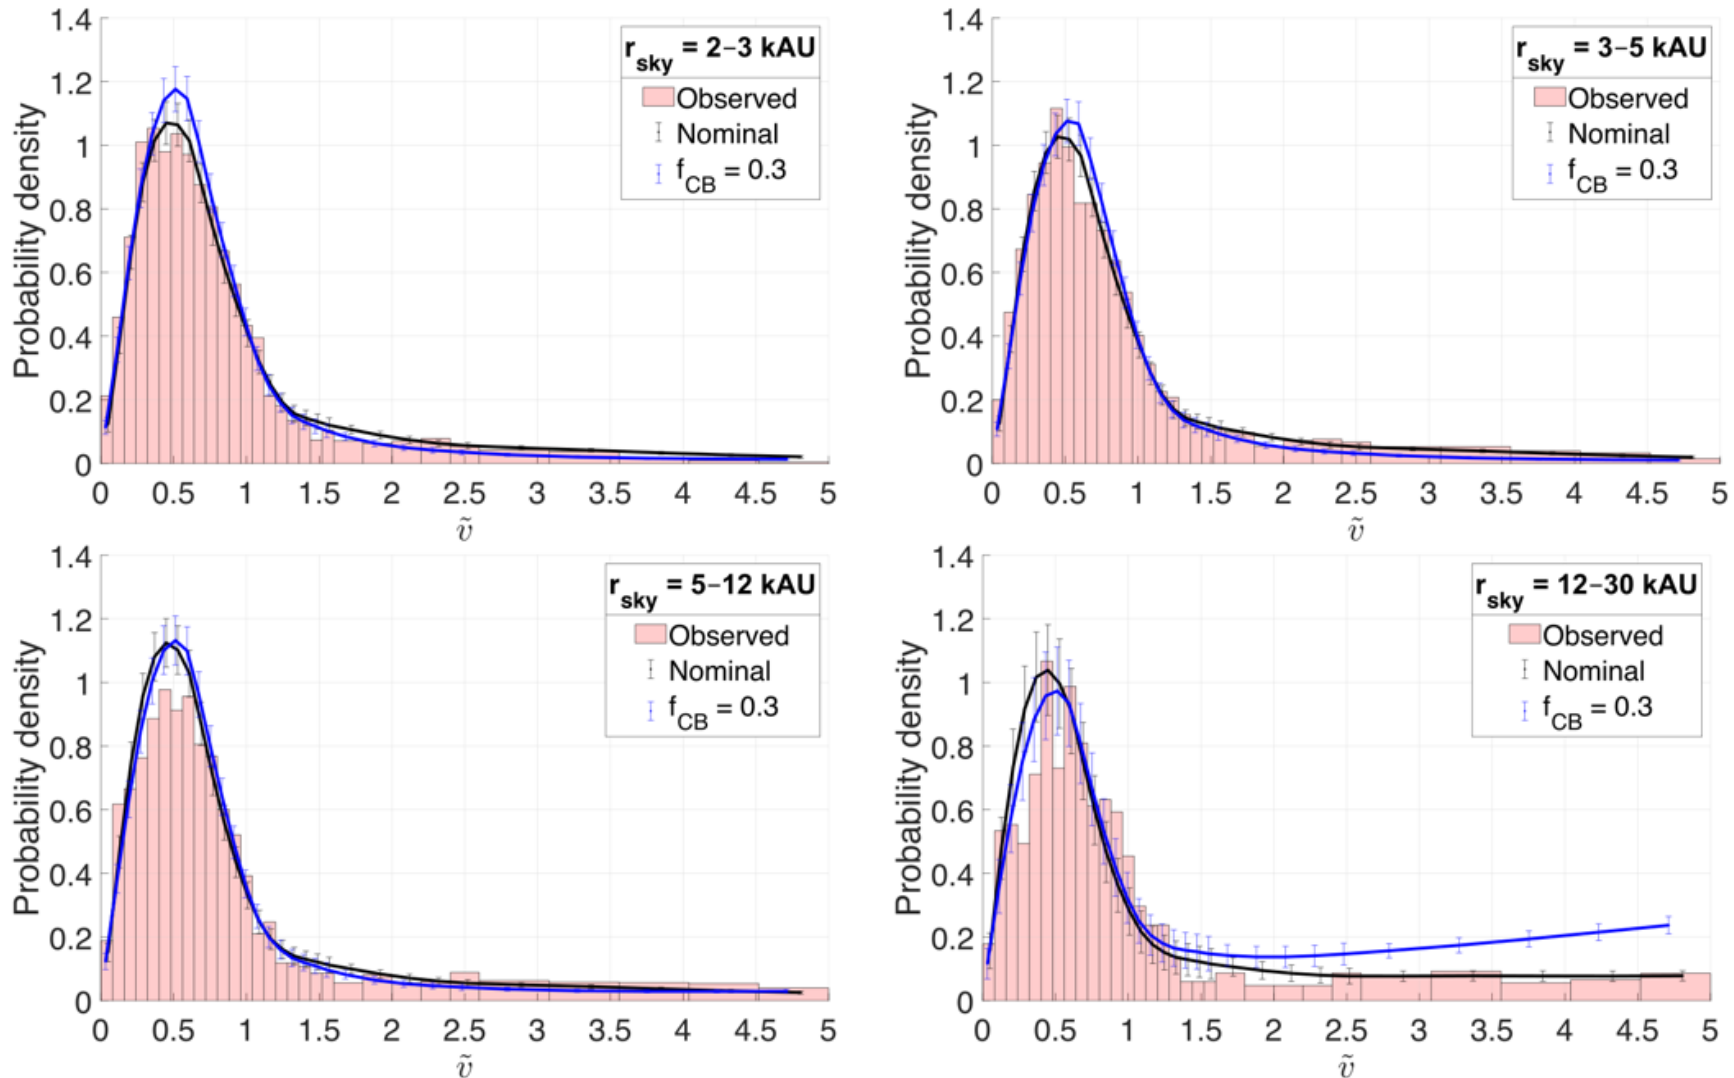 1.4
1.2
1
0.8
0.6
0.4
0.2
0
Probability density
0 0.5 1 1.5 2 2.5 3 3.5 4 4.5 5
ṽ
r_sky = 2–3 kAU
Observed
Nominal
f_CB = 0.3
1.4
1.2
1
0.8
0.6
0.4
0.2
0
Probability density
0 0.5 1 1.5 2 2.5 3 3.5 4 4.5 5
ṽ
r_sky = 3–5 kAU
Observed
Nominal
f_CB = 0.3
1.4
1.2
1
0.8
0.6
0.4
0.2
0
Probability density
0 0.5 1 1.5 2 2.5 3 3.5 4 4.5 5
ṽ
r_sky = 5–12 kAU
Observed
Nominal
f_CB = 0.3
1.4
1.2
1
0.8
0.6
0.4
0.2
0
Probability density
0 0.5 1 1.5 2 2.5 3 3.5 4 4.5 5
ṽ
r_sky = 12–30 kAU
Observed
Nominal
f_CB = 0.3